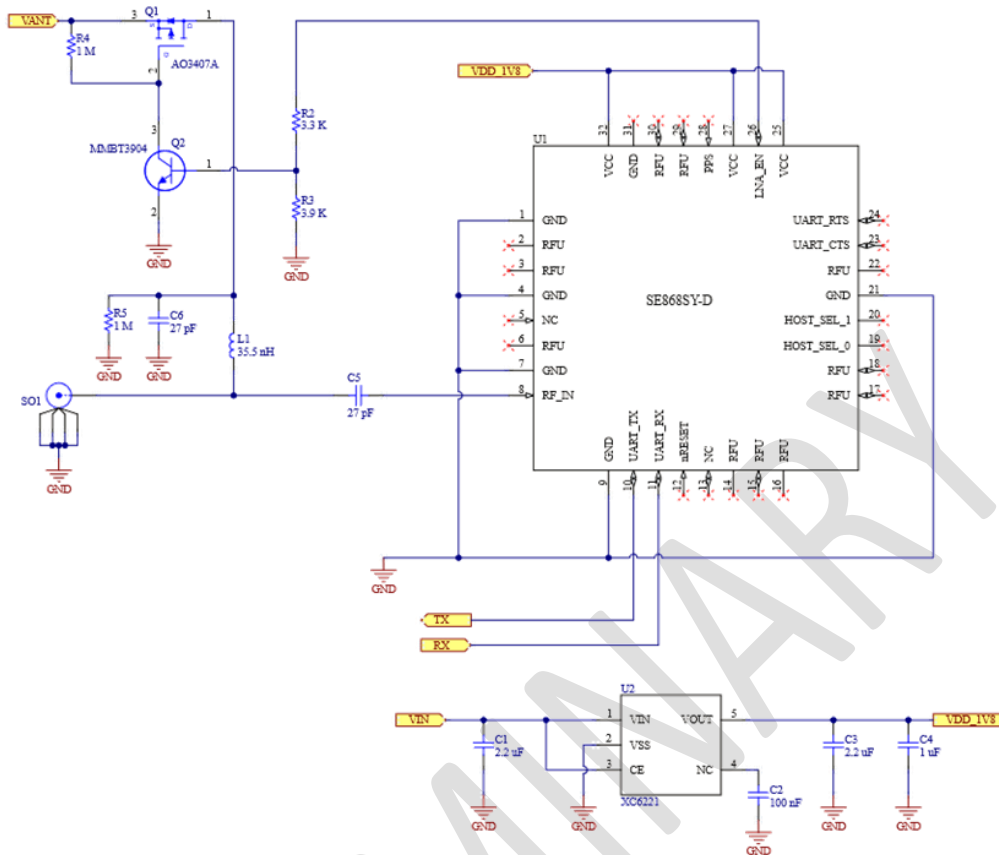 VANT
Q1
3
1
S
D
G
R4
1 M
2
AO3407A
3
MMBT3904
Q2
1
2
GND
R2
3.3 K
R3
3.9 K
GND
R5
1 M
C6
27 pF
GND
GND
L1
35.5 nH
SO1
GND
C5
27 pF
VDD_1V8
U1
32
31
30
29
28
27
26
25
VCC
GND
RFU
RFU
PPS
VCC
LNA_EN
VCC
1
GND
2
RFU
3
RFU
4
GND
5
NC
6
RFU
7
GND
8
RF_IN
SE868SY-D
UART_RTS
24
UART_CTS
23
RFU
22
GND
21
HOST_SEL_1
20
HOST_SEL_0
19
RFU
18
RFU
17
GND
UART_TX
UART_RX
nRESET
NC
RFU
RFU
RFU
9
10
11
12
13
14
15
16
GND
TX
RX
U2
VIN
C1
2.2 uF
GND
GND
1
VIN
2
VSS
3
CE
VOUT
5
NC
4
XC6221
C2
100 nF
GND
C3
2.2 uF
GND
C4
1 uF
GND
VDD_1V8
MINARY